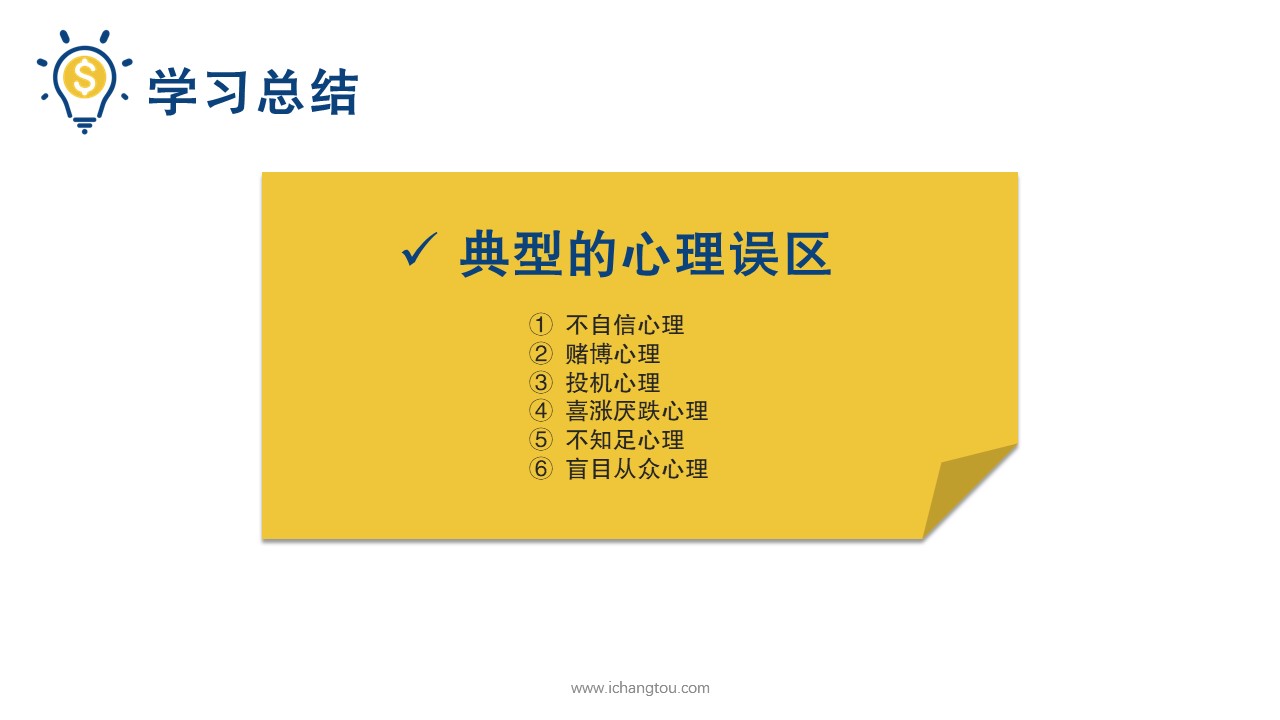 学习总结
✓ 典型的心理误区
① 不自信心理
② 赌博心理
③ 投机心理
④ 喜涨厌跌心理
⑤ 不知足心理
⑥ 盲目从众心理
www.ichangtou.com